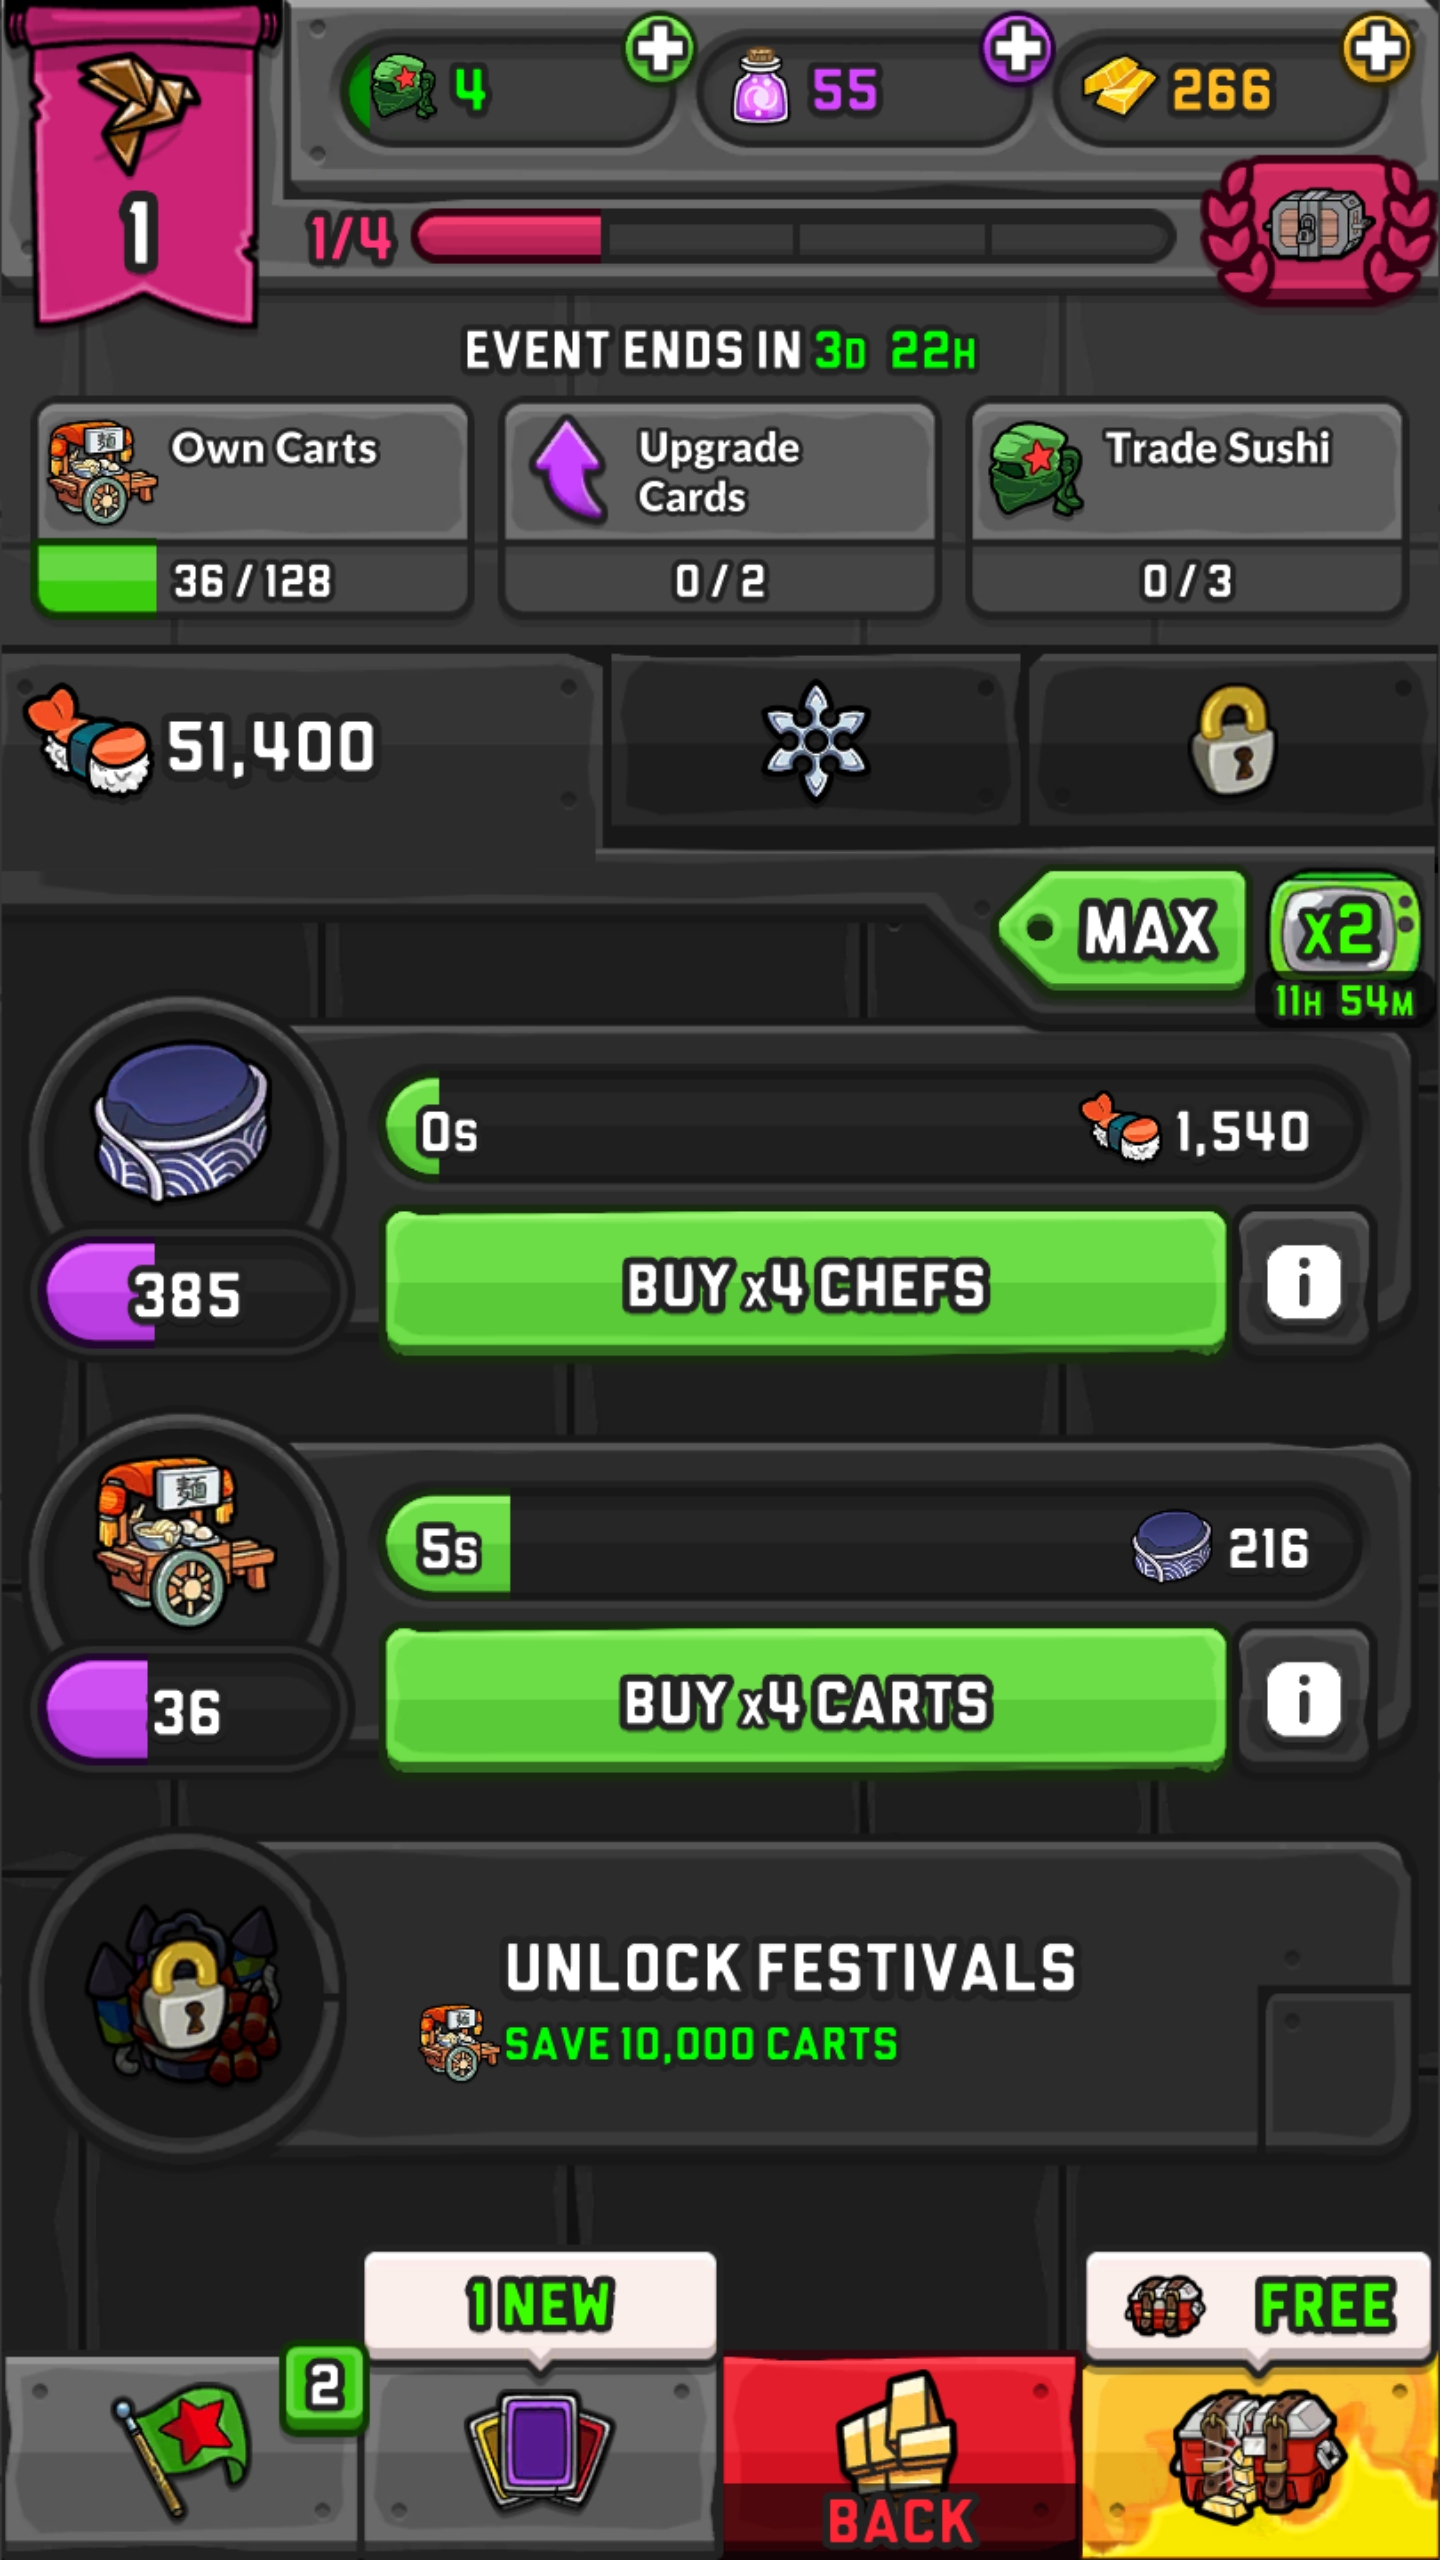 4
55
266
1
1/4
EVENT ENDS IN 3D 22H
Own Carts
36 / 128
Upgrade
Cards
0 / 2
Trade Sushi
0 / 3
51,400
MAX
x2
11H 54M
0s
1,540
385
BUY x4 CHEFS
i
麺
5s
216
36
BUY x4 CARTS
i
UNLOCK FESTIVALS
SAVE 10,000 CARTS
1 NEW
FREE
2
BACK